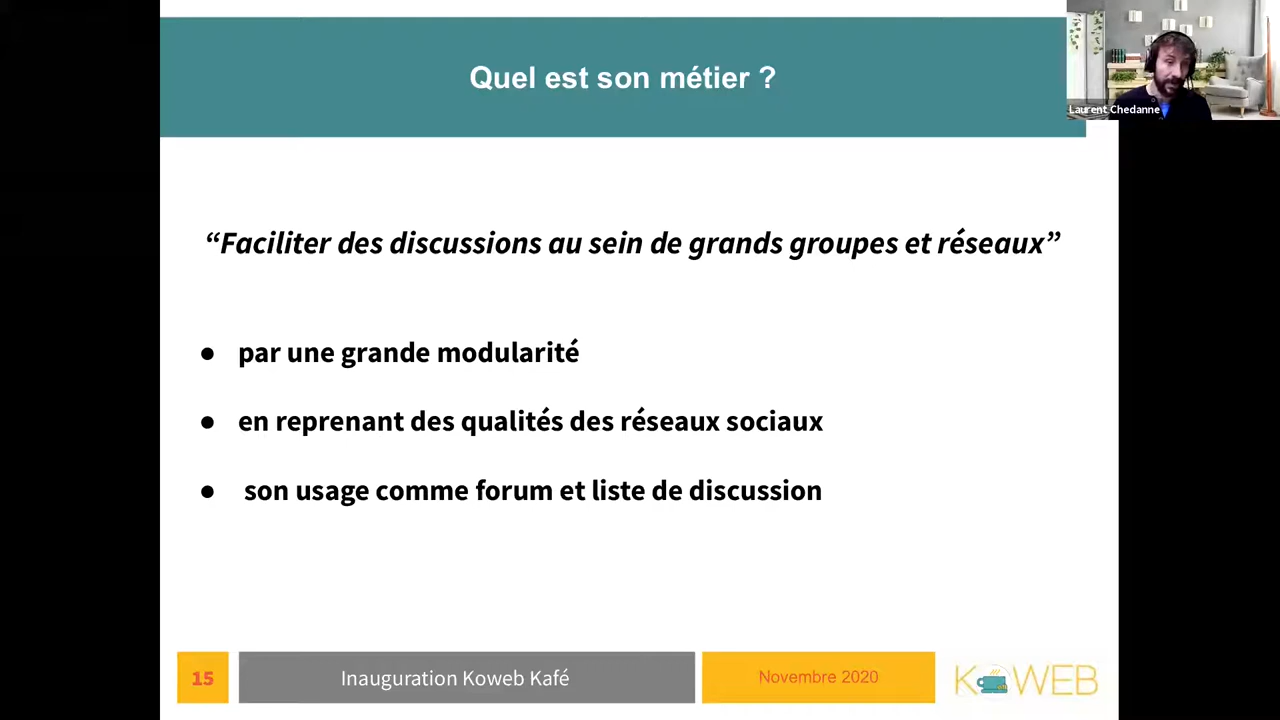 Quel est son métier ?
Laurent Chedanne
“Faciliter des discussions au sein de grands groupes et réseaux”
● par une grande modularité
● en reprenant des qualités des réseaux sociaux
● son usage comme forum et liste de discussion
15
Inauguration Koweb Kafé
Novembre 2020
KOWEB